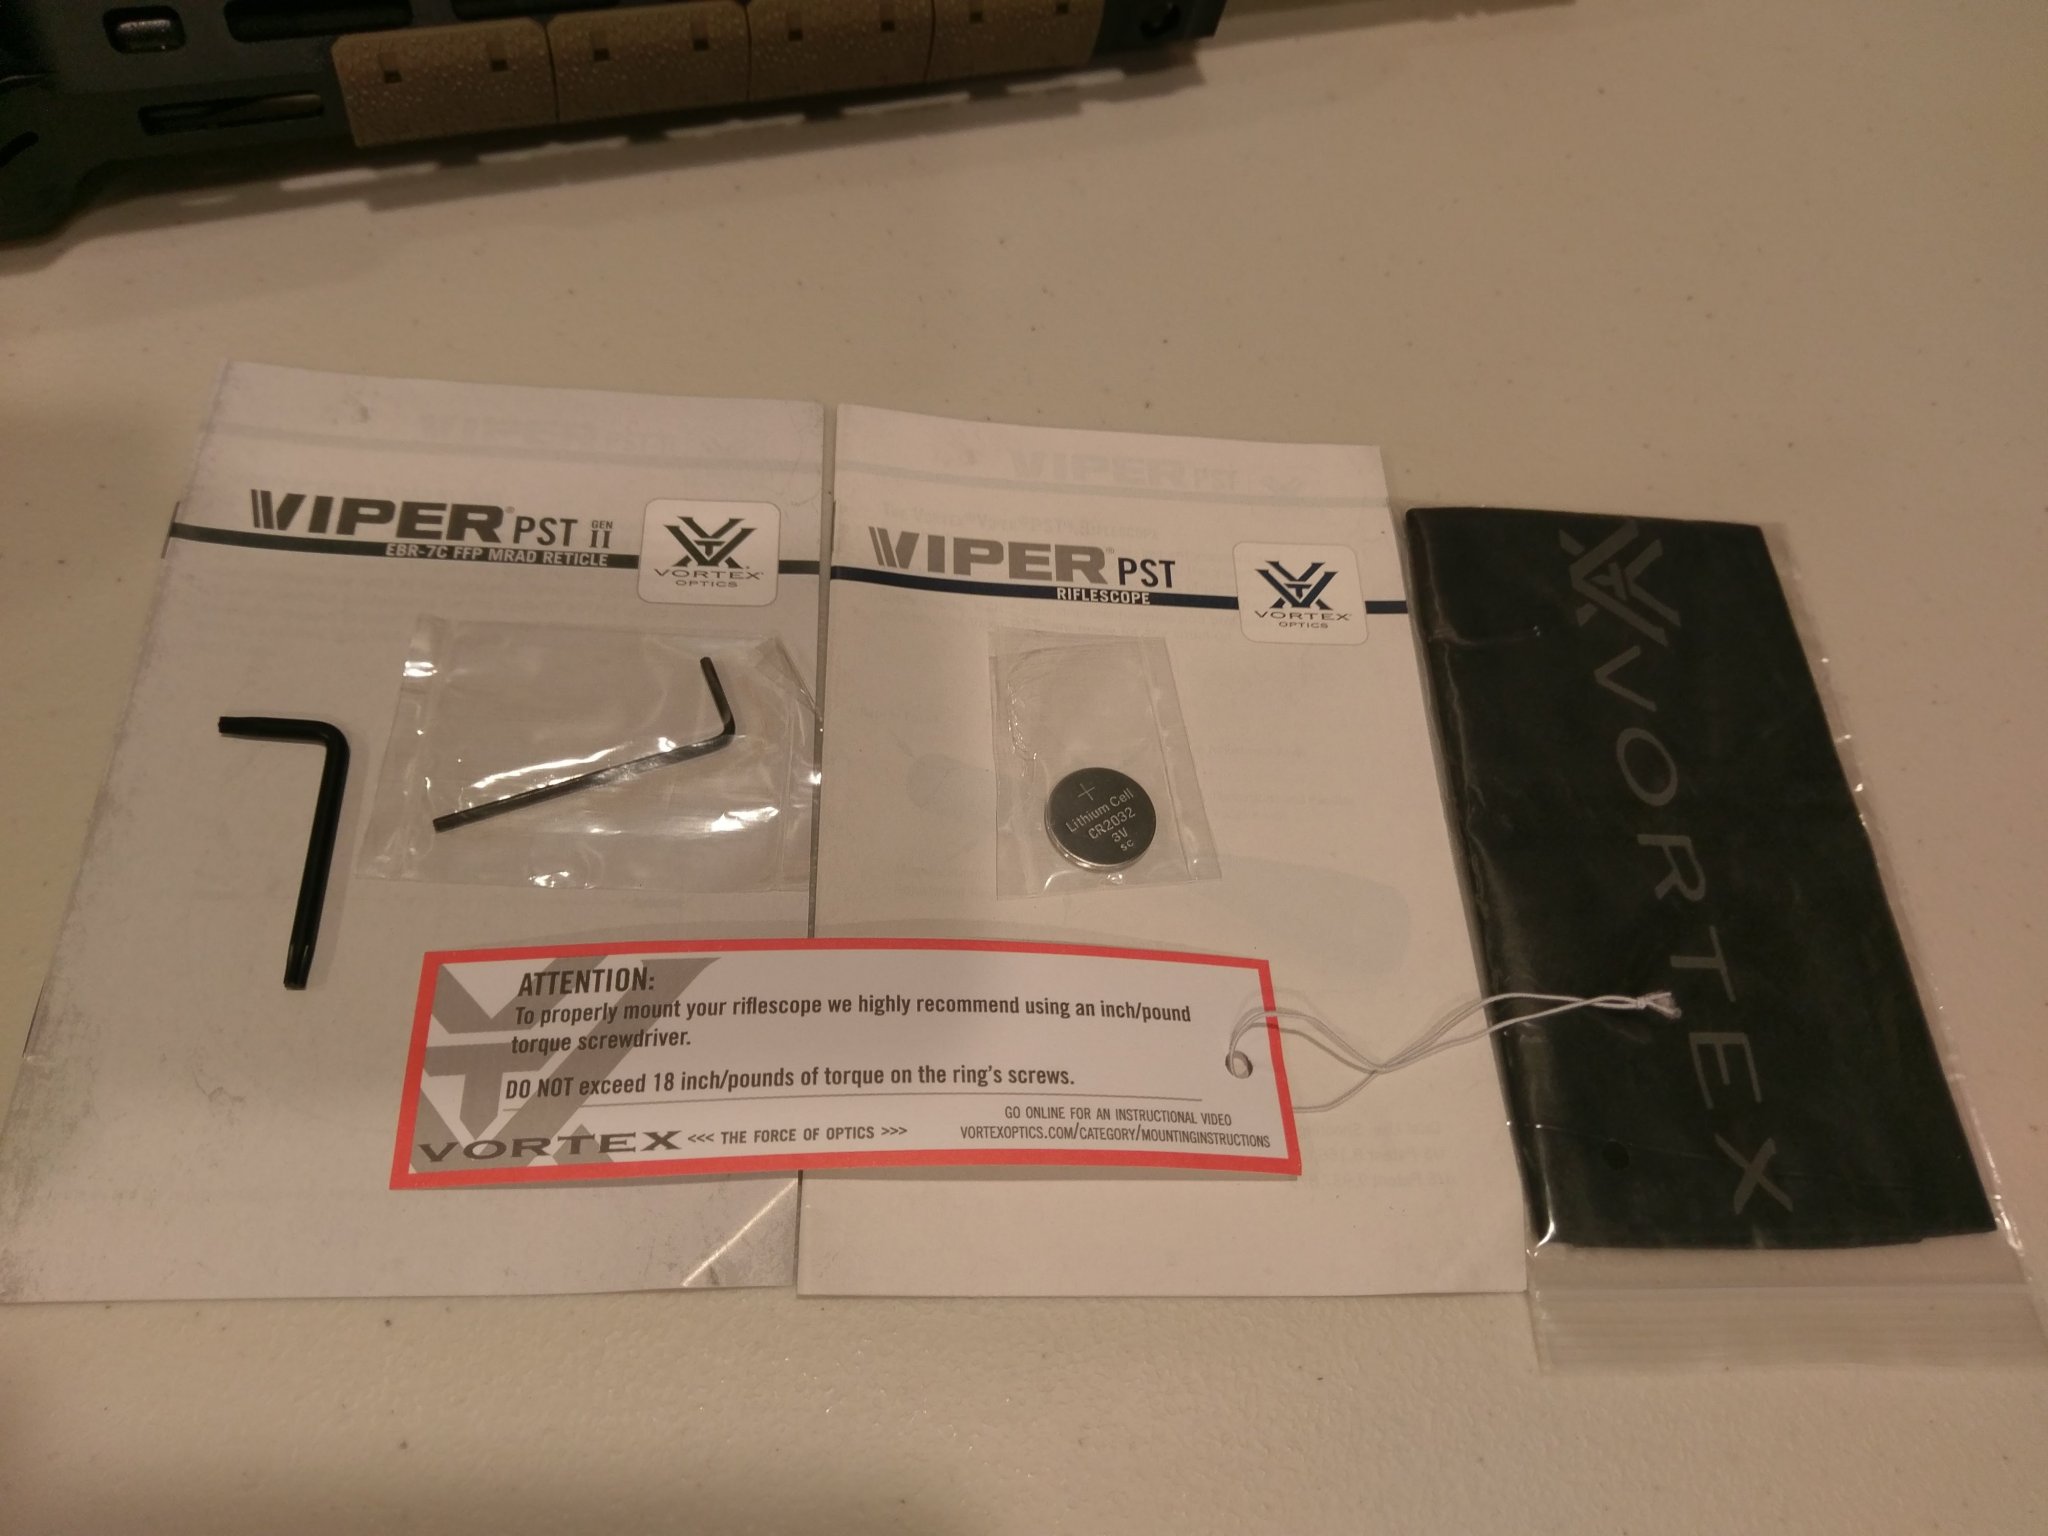 VIPER® PST GEN II
EBR-7C FFP MRAD RETICLE
VORTEX®
OPTICS
VIPER® PST
RIFLESCOPE
VORTEX®
OPTICS
+
Lithium Cell
CR2032
3V
SC
VORTEX
ATTENTION:
To properly mount your riflescope we highly recommend using an inch/pound
torque screwdriver.
DO NOT exceed 18 inch/pounds of torque on the ring's screws.
GO ONLINE FOR AN INSTRUCTIONAL VIDEO
VORTEX <<< THE FORCE OF OPTICS >>>
VORTEXOPTICS.COM/CATEGORY/MOUNTINGINSTRUCTIONS